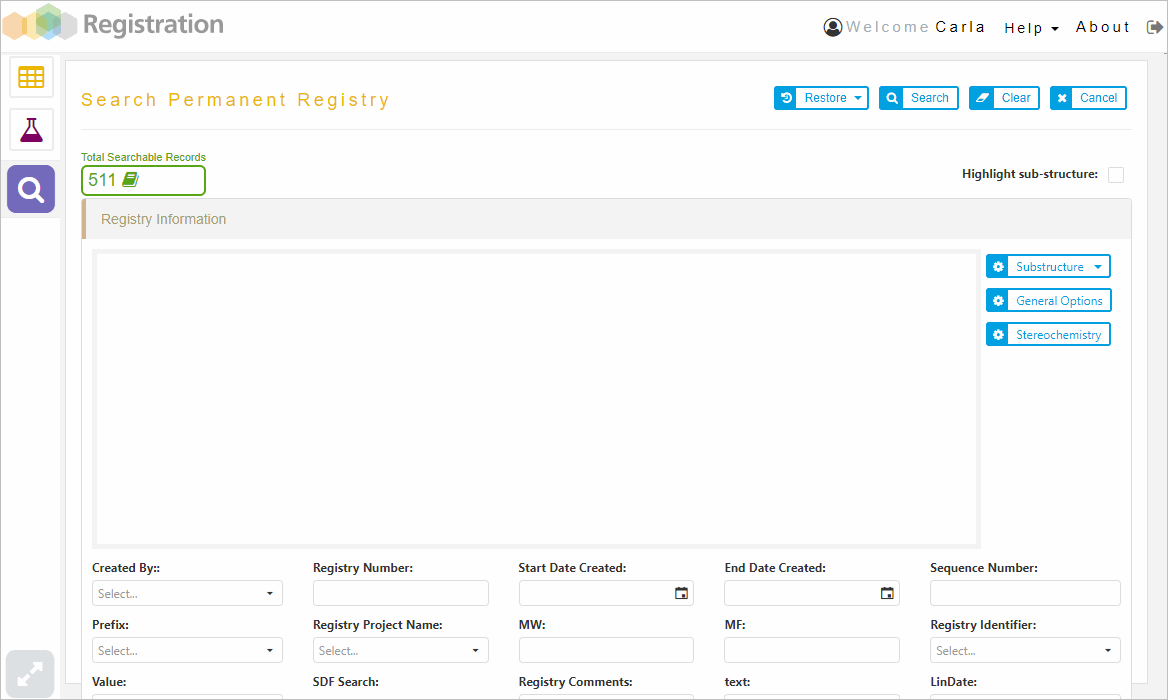 Registration
Welcome Carla Help About
Search Permanent Registry
Restore Search Clear Cancel
Total Searchable Records
511
Highlight sub-structure:
Registry Information
Substructure
General Options
Stereochemistry
Created By:: Registry Number: Start Date Created: End Date Created: Sequence Number:
Select...
Prefix: Registry Project Name: MW: MF: Registry Identifier:
Select... Select... Select...
Value: SDF Search: Registry Comments: text: LinDate: